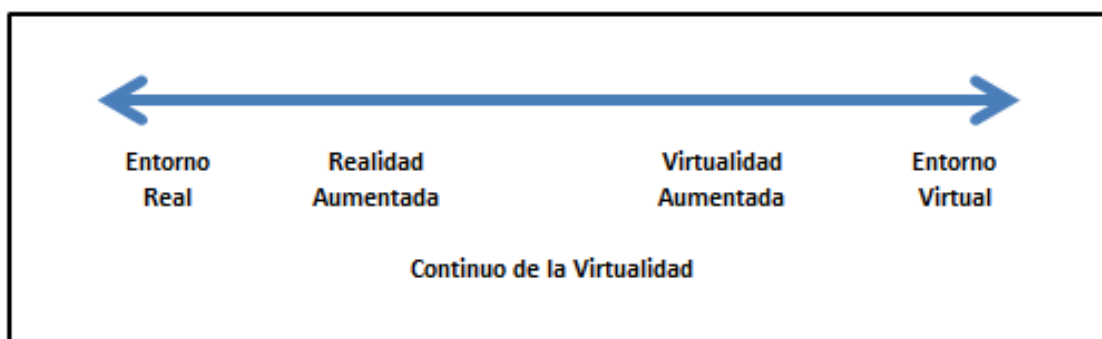 Entorno Realidad Virtualidad Entorno
Real Aumentada Aumentada Virtual
Continuo de la Virtualidad